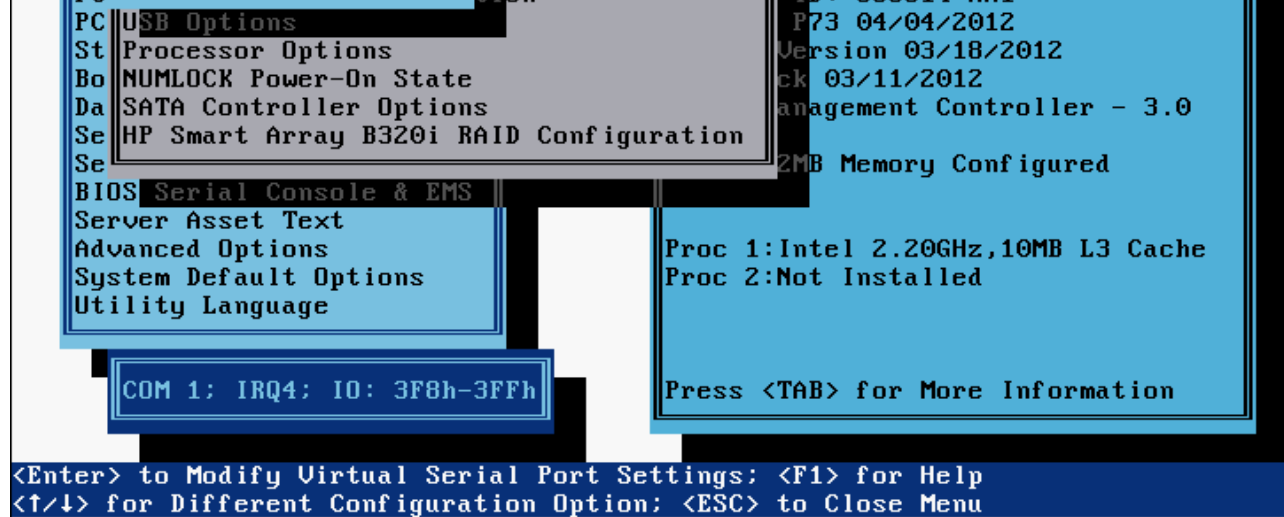 USB Options
Processor Options
NUMLOCK Power-On State
SATA Controller Options
HP Smart Array B320i RAID Configuration
PC
St
Bo
Da
Se
Se
BIOS Serial Console & EMS
Server Asset Text
Advanced Options
System Default Options
Utility Language
COM 1; IRQ4; IO: 3F8h-3FFh
P73 04/04/2012
Version 03/18/2012
ck 03/11/2012
anagement Controller - 3.0
2MB Memory Configured
Proc 1:Intel 2.20GHz,10MB L3 Cache
Proc 2:Not Installed
Press <TAB> for More Information
<Enter> to Modify Virtual Serial Port Settings; <F1> for Help
<↑/↓> for Different Configuration Option; <ESC> to Close Menu